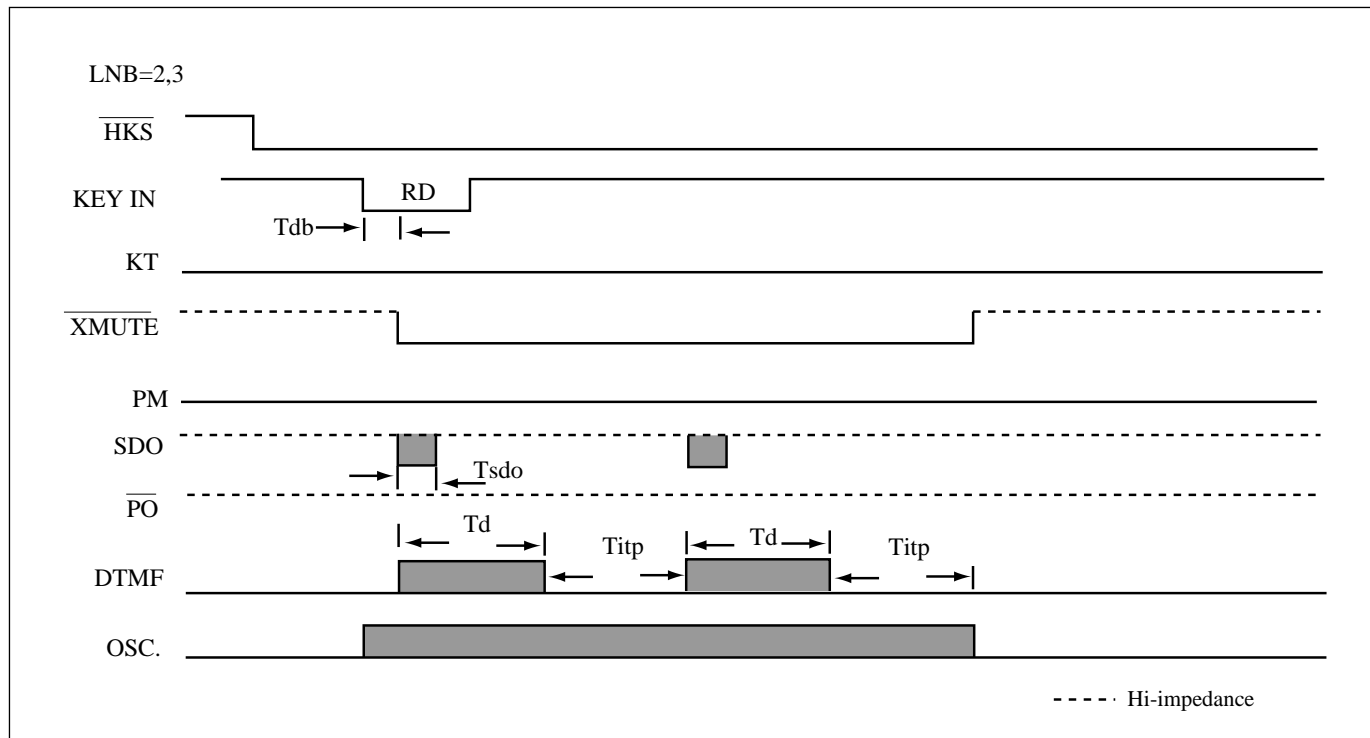 LNB=2,3
HKS
KEY IN
RD
Tdb
KT
XMUTE
PM
SDO
Tsdo
PO
Td
Titp
Td
Titp
DTMF
OSC.
Hi-impedance